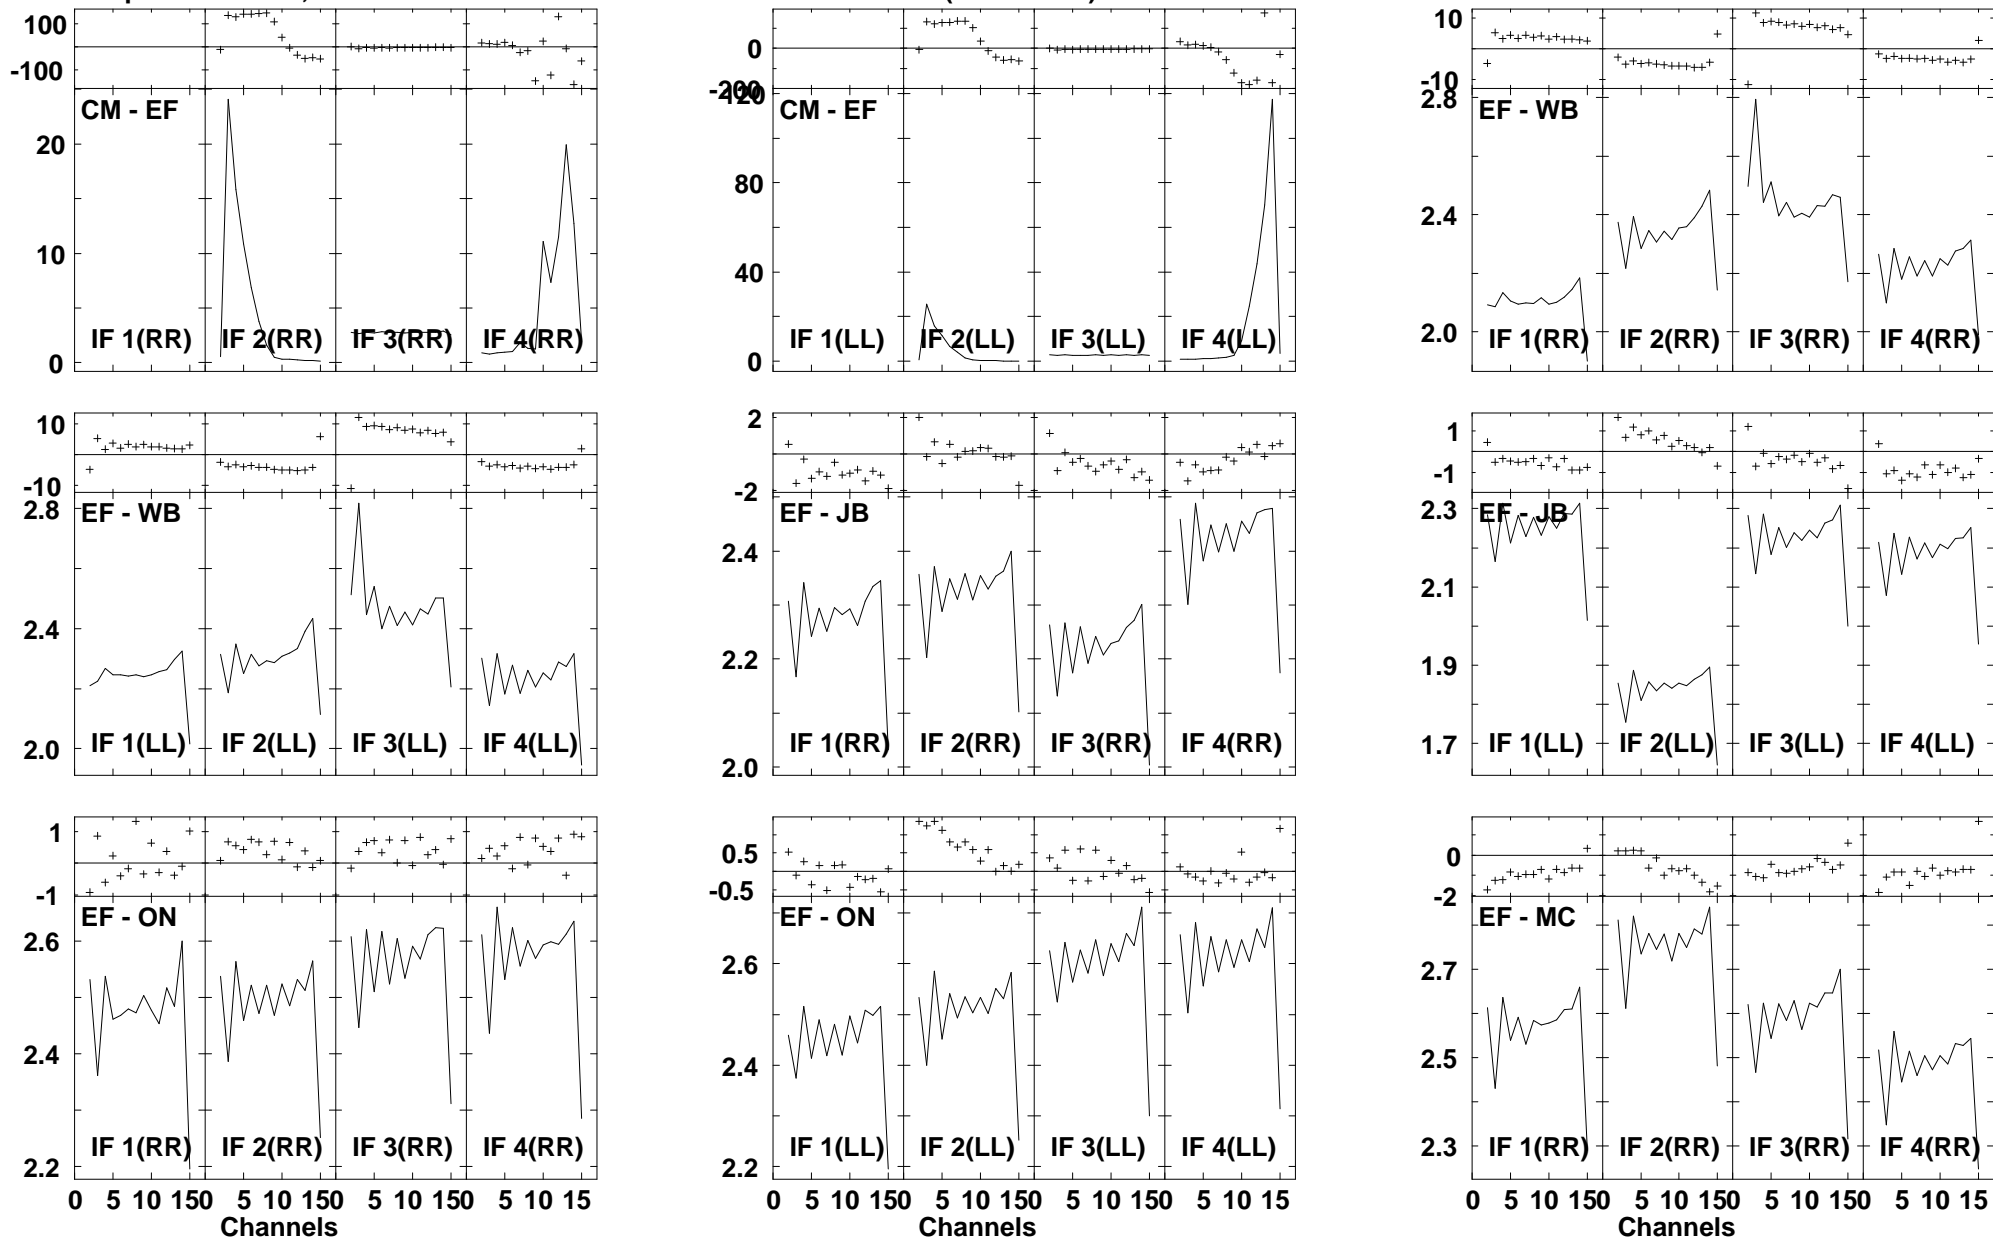 100
-100
CM - EF
20
10
0
IF 1(RR) IF 2(RR) IF 3(RR) IF 4(RR)
0
-200
120
CM - EF
80
40
0
IF 1(LL) IF 2(LL) IF 3(LL) IF 4(LL)
10
-10
2.8
EF - WB
2.4
2.0
IF 1(RR) IF 2(RR) IF 3(RR) IF 4(RR)
10
-10
2.8
EF - WB
2.4
2.0
IF 1(LL) IF 2(LL) IF 3(LL) IF 4(LL)
2
-2
EF - JB
2.4
2.2
2.0
IF 1(RR) IF 2(RR) IF 3(RR) IF 4(RR)
1
-1
2.3
EF - JB
2.1
1.9
1.7
IF 1(LL) IF 2(LL) IF 3(LL) IF 4(LL)
1
-1
EF - ON
2.6
2.4
2.2
IF 1(RR) IF 2(RR) IF 3(RR) IF 4(RR)
0 5 10 150 5 10 150 5 10 150 5 10 15
Channels
0.5
-0.5
EF - ON
2.6
2.4
2.2
IF 1(LL) IF 2(LL) IF 3(LL) IF 4(LL)
0 5 10 150 5 10 150 5 10 150 5 10 15
Channels
0
-2
EF - MC
2.7
2.5
2.3
IF 1(RR) IF 2(RR) IF 3(RR) IF 4(RR)
0 5 10 150 5 10 150 5 10 150 5 10 15
Channels